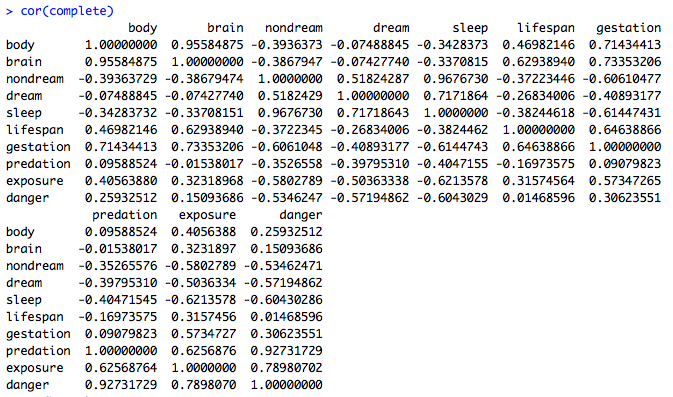 > cor(complete)
body brain nondream dream sleep lifespan gestation
body 1.00000000 0.95584875 -0.3936373 -0.07488845 -0.3428373 0.46982146 0.71434413
brain 0.95584875 1.00000000 -0.3867947 -0.07427740 -0.3370815 0.62938940 0.73353206
nondream -0.39363729 -0.38679474 1.0000000 0.51824287 0.9676730 -0.37223446 -0.60610477
dream -0.07488845 -0.07427740 0.5182429 1.00000000 0.7171864 -0.26834006 -0.40893177
sleep -0.34283732 -0.33708151 0.9676730 0.71718643 1.0000000 -0.38244618 -0.61447431
lifespan 0.46982146 0.62938940 -0.3722345 -0.26834006 -0.3824462 1.00000000 0.64638866
gestation 0.71434413 0.73353206 -0.6061048 -0.40893177 -0.6144743 0.64638866 1.00000000
predation 0.09588524 -0.01538017 -0.3526558 -0.39795310 -0.4047155 -0.16973575 0.09079823
exposure 0.40563880 0.32318968 -0.5802789 -0.50363338 -0.6213578 0.31574564 0.57347265
danger 0.25932512 0.15093686 -0.5346247 -0.57194862 -0.6043029 0.01468596 0.30623551
predation exposure danger
body 0.09588524 0.4056388 0.25932512
brain -0.01538017 0.3231897 0.15093686
nondream -0.35265576 -0.5802789 -0.53462471
dream -0.39795310 -0.5036334 -0.57194862
sleep -0.40471545 -0.6213578 -0.60430286
lifespan -0.16973575 0.3157456 0.01468596
gestation 0.09079823 0.5734727 0.30623551
predation 1.00000000 0.6256876 0.92731729
exposure 0.62568764 1.0000000 0.78980702
danger 0.92731729 0.7898070 1.00000000